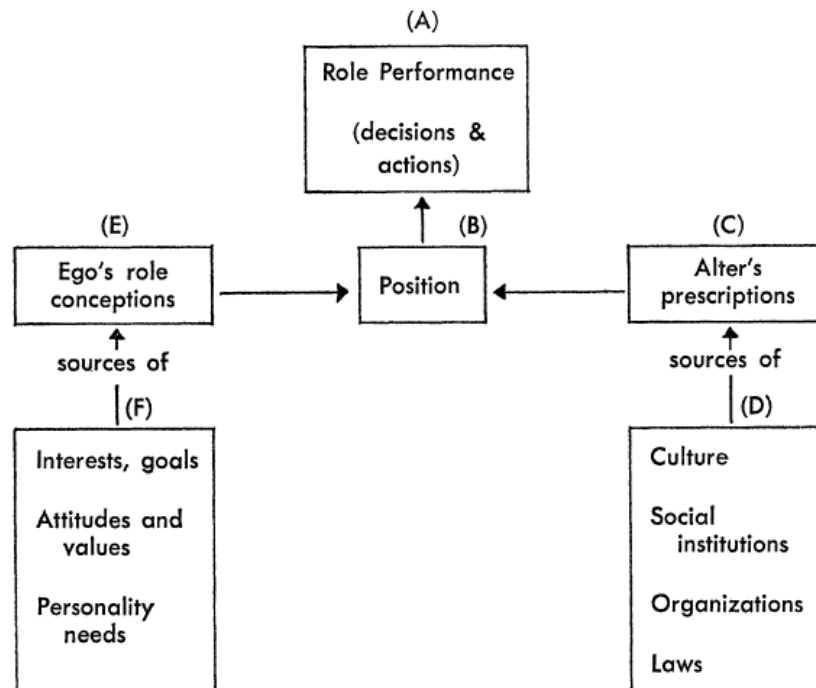 (A)
Role Performance
(decisions &
actions)
(E)
(B)
(C)
Ego's role
conceptions
Position
Alter's
prescriptions
sources of
sources of
(F)
(D)
Interests, goals
Attitudes and
values
Personality
needs
Culture
Social
institutions
Organizations
Laws